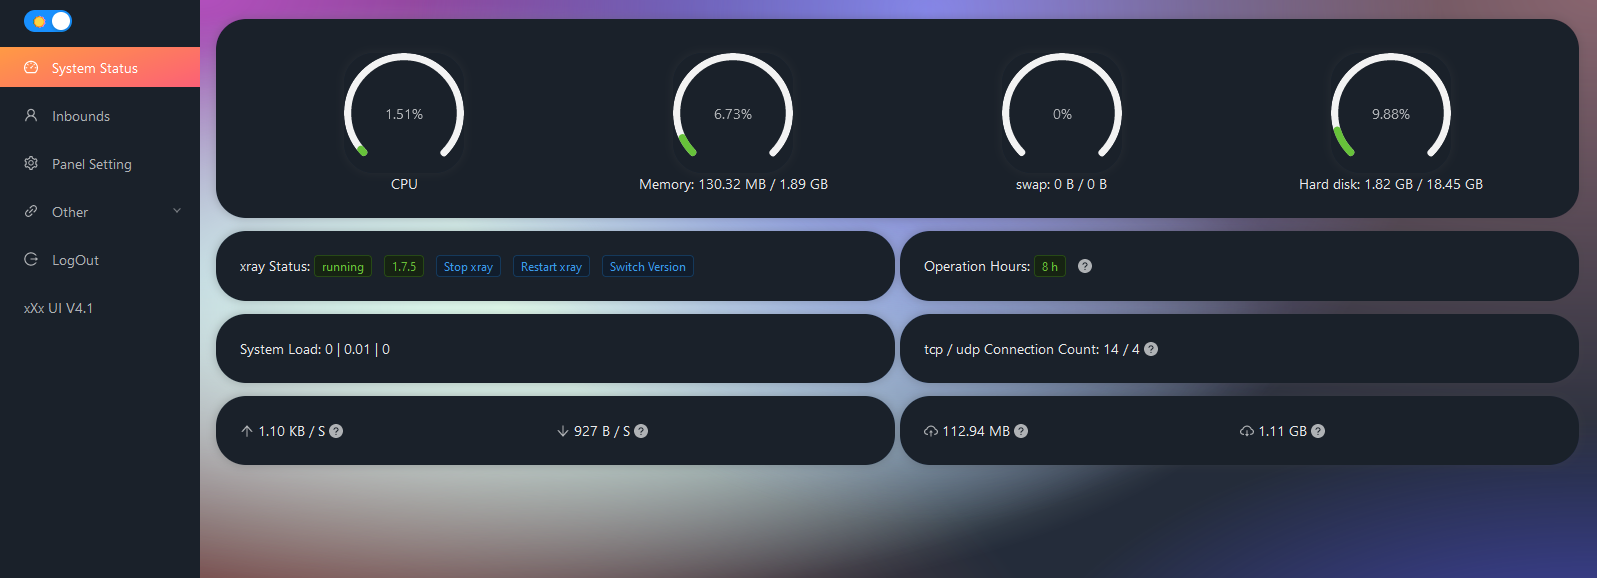 System Status
Inbounds
Panel Setting
Other
LogOut
xXx UI V4.1
1.51% 6.73% 0% 9.88%
CPU Memory: 130.32 MB / 1.89 GB swap: 0 B / 0 B Hard disk: 1.82 GB / 18.45 GB
xray Status: running 1.7.5 Stop xray Restart xray Switch Version
Operation Hours: 8 h ?
System Load: 0 | 0.01 | 0
tcp / udp Connection Count: 14 / 4 ?
1.10 KB / S ? 927 B / S ?
112.94 MB ? 1.11 GB ?